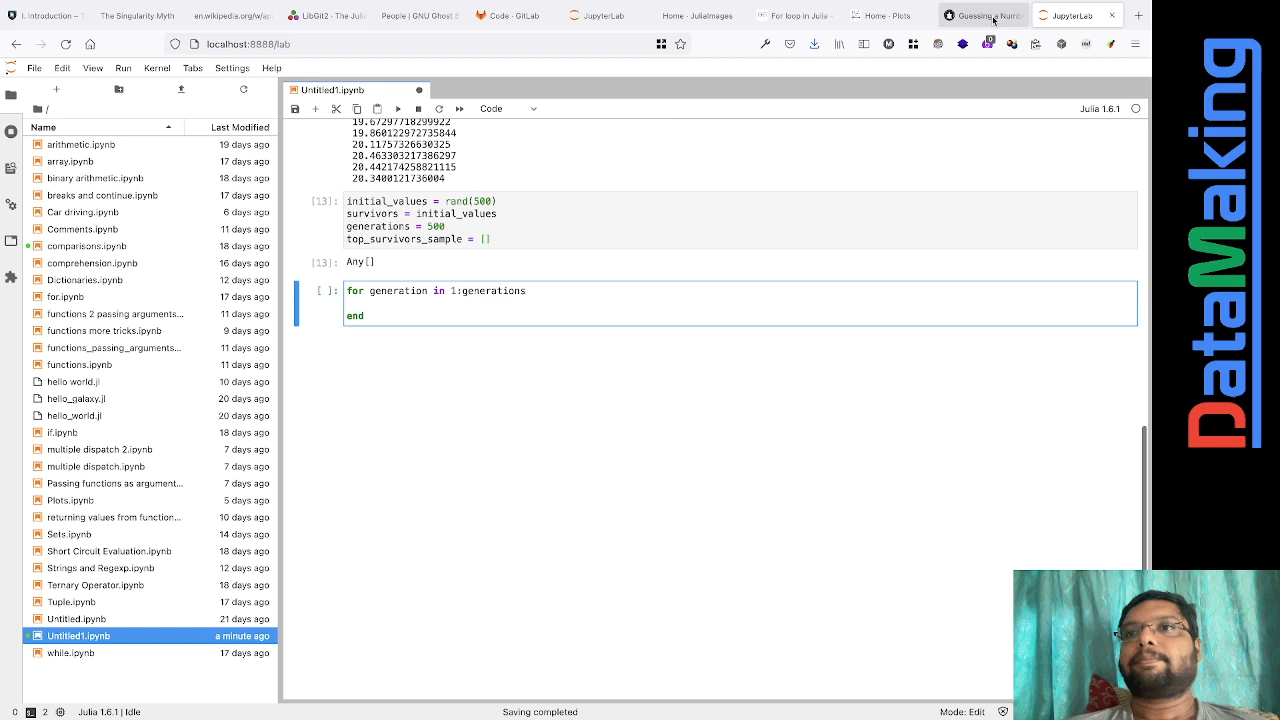 I. Introduction –
The Singularity Myth
en.wikipedia.org/w/api
LibGit2 · The Julia
People | GNU Ghost
Code · GitLab
JupyterLab
Home · JuliaImages
For loop in Julia -
Home · Plots
Guessing a Numb
JupyterLab
localhost:8888/lab
File Edit View Run Kernel Tabs Settings Help
Untitled1.ipynb
Code
Julia 1.6.1
/
Name Last Modified
arithmetic.ipynb 19 days ago
array.ipynb 17 days ago
binary arithmetic.ipynb 18 days ago
breaks and continue.ipynb 17 days ago
Car driving.ipynb 6 days ago
Comments.ipynb 11 days ago
comparisons.ipynb 18 days ago
comprehension.ipynb 16 days ago
Dictionaries.ipynb 12 days ago
for.ipynb 17 days ago
functions 2 passing arguments... 11 days ago
functions more tricks.ipynb 9 days ago
functions_passing_arguments... 11 days ago
functions.ipynb 11 days ago
hello world.jl 10 days ago
hello_galaxy.jl 20 days ago
hello_world.jl 20 days ago
if.ipynb 18 days ago
multiple dispatch 2.ipynb 7 days ago
multiple dispatch.ipynb 7 days ago
Passing functions as argument... 7 days ago
Plots.ipynb 5 days ago
returning values from function... 10 days ago
Sets.ipynb 14 days ago
Short Circuit Evaluation.ipynb 18 days ago
Strings and Regexp.ipynb 12 days ago
Ternary Operator.ipynb 18 days ago
Tuple.ipynb 17 days ago
Untitled.ipynb 21 days ago
Untitled1.ipynb a minute ago
while.ipynb 17 days ago
19.67297718299922
19.860122972735844
20.11757326630325
20.463303217386297
20.442174258821115
20.3400121736004
[13]: initial_values = rand(500)
survivors = initial_values
generations = 500
top_survivors_sample = []
[13]: Any[]
[ ]: for generation in 1:generations
end
0 2 Julia 1.6.1 | Idle
Saving completed
Mode: Edit
DataMaking